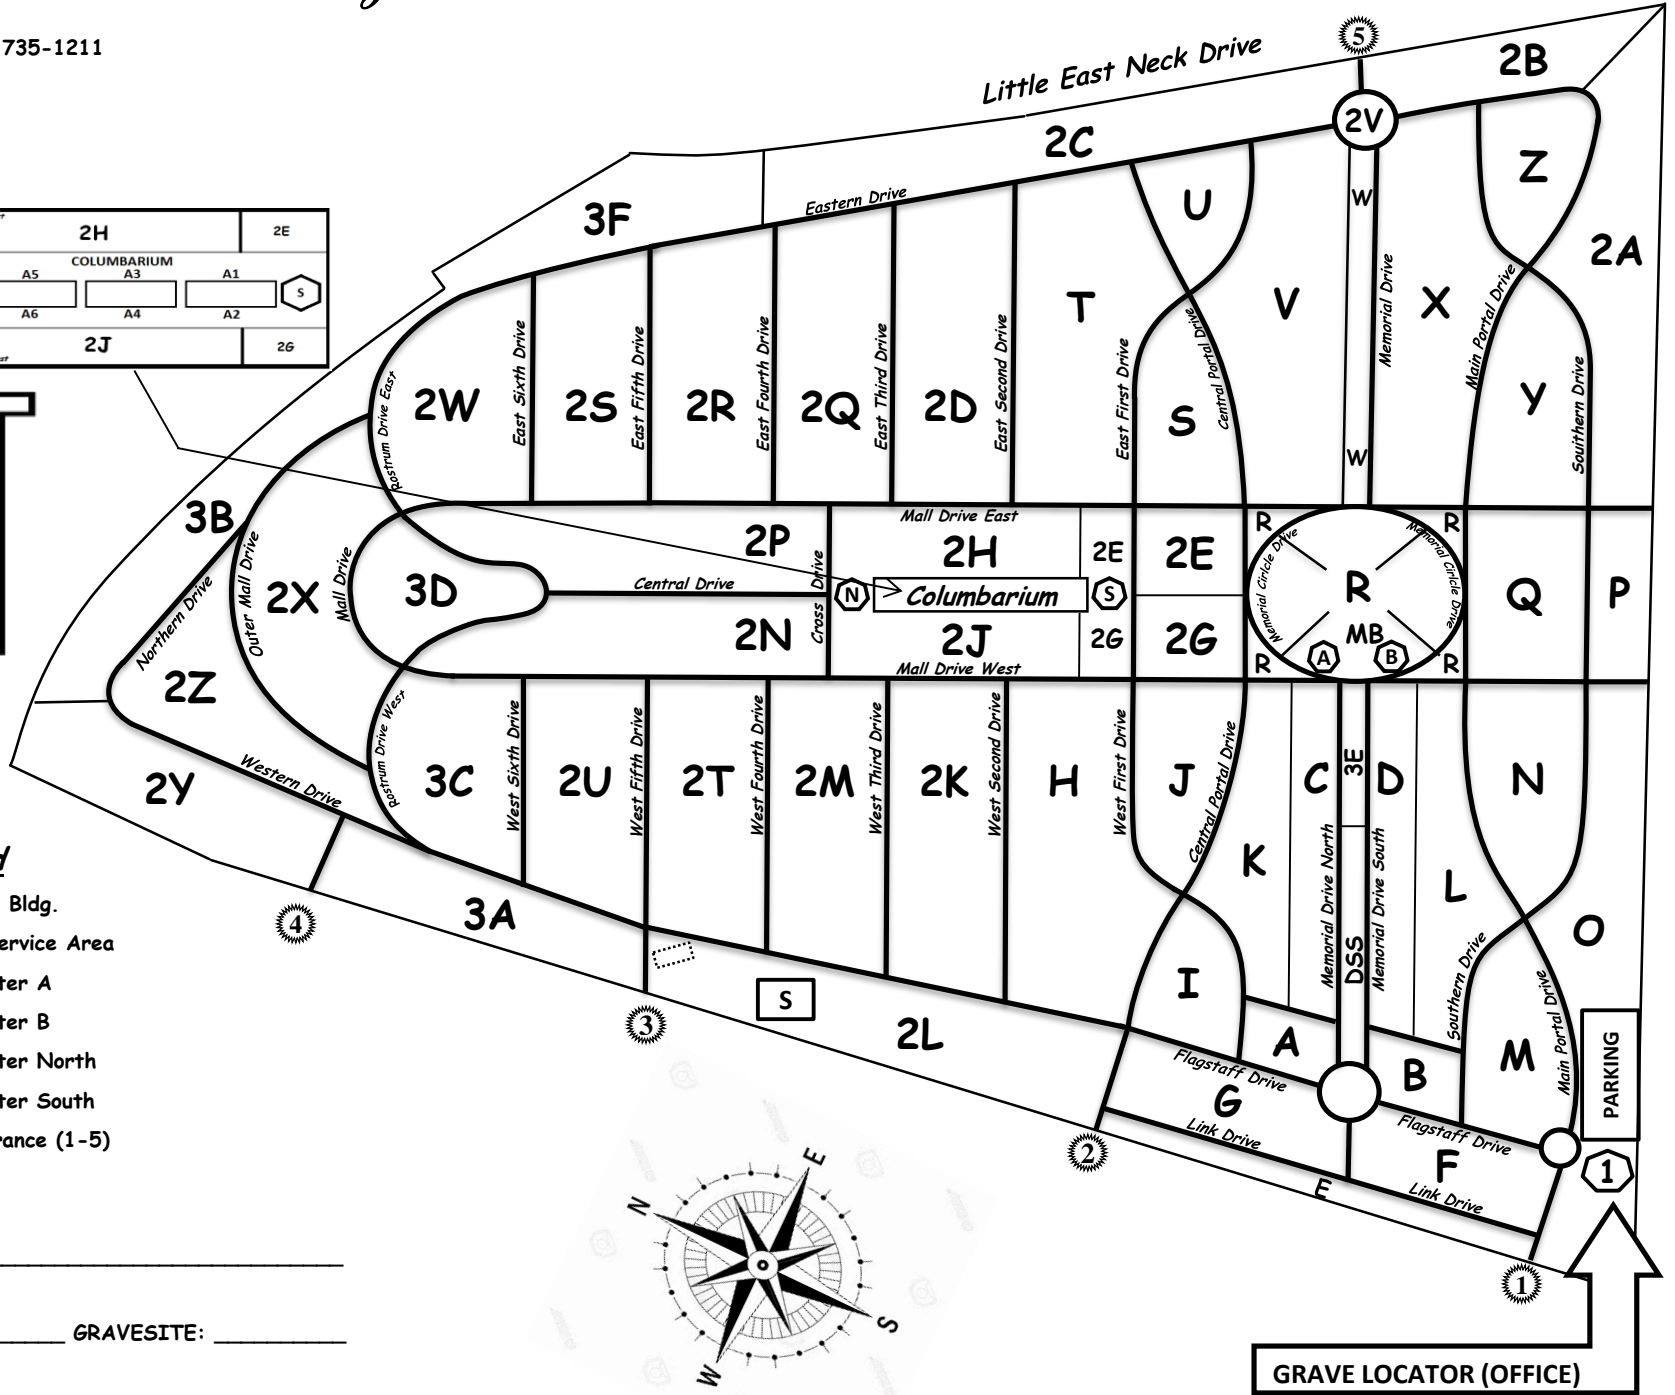 735-1211
5
Little East Neck Drive
2B
2V
2C
Z
U
W
3F
Eastern Drive
2A
2H
2E
COLUMBARIUM
A5
A3
A1
S
A6
A4
A2
2J
2G
T
V
X
Memorial Drive
Main Portal Drive
Central Portal Drive
Rostrum Drive East
2W
East Sixth Drive
2S
East Fifth Drive
2R
East Fourth Drive
2Q
East Third Drive
2D
East Second Drive
East First Drive
S
Y
Souithern Drive
W
3B
Mall Drive East
R
R
2P
2H
2E
2E
Memorial Cirlcle Drive
Memorial Cirlcle Drive
Northern Drive
Outer Mall Drive
2X
Mall Drive
3D
Central Drive
Cross Drive
N
Columbarium
S
R
Q
P
2N
2J
2G
2G
MB
A
B
R
R
Mall Drive West
2Z
Rostrum Drive West
2Y
Western Drive
3C
West Sixth Drive
2U
West Fifth Drive
2T
West Fourth Drive
2M
West Third Drive
2K
West Second Drive
H
West First Drive
J
Central Portal Drive
C
3E
D
N
K
Memorial Drive North
Memorial Drive South
L
DSS
O
d
Bldg.
ervice Area
ter A
ter B
ter North
ter South
rance (1-5)
4
3A
3
S
2L
I
A
Southern Drive
B
M
Main Portal Drive
PARKING
Flagstaff Drive
G
Link Drive
Flagstaff Drive
F
Link Drive
E
2
1
1
N
E
S
W
GRAVESITE:
GRAVE LOCATOR (OFFICE)